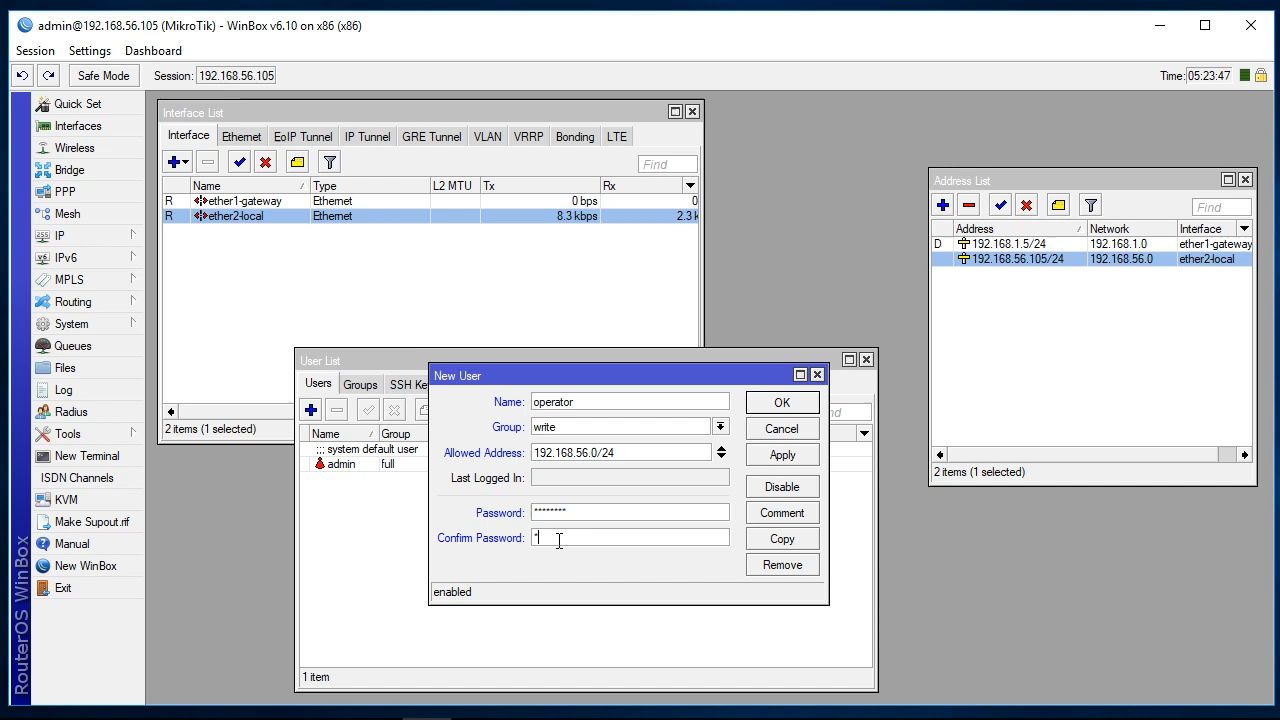 admin@192.168.56.105 (MikroTik) - WinBox v6.10 on x86 (x86)
Session Settings Dashboard
Safe Mode Session: 192.168.56.105 Time: 05:23:47
Quick Set
Interfaces
Wireless
Bridge
PPP
Mesh
IP
IPv6
MPLS
Routing
System
Queues
Files
Log
Radius
Tools
New Terminal
ISDN Channels
KVM
Make Supout.rif
Manual
New WinBox
Exit
RouterOS WinBox
Interface List
Interface Ethernet EoIP Tunnel IP Tunnel GRE Tunnel VLAN VRRP Bonding LTE
Find
Name Type L2 MTU Tx Rx
R ether1-gateway Ethernet 0 bps 0
R ether2-local Ethernet 8.3 kbps 2.3 k
2 items (1 selected)
Address List
Find
Address Network Interface
D 192.168.1.5/24 192.168.1.0 ether1-gateway
192.168.56.105/24 192.168.56.0 ether2-local
2 items (1 selected)
User List
Users Groups SSH Ke
nd
Name Group
;;; system default user
admin full
1 item
New User
Name: operator
Group: write
Allowed Address: 192.168.56.0/24
Last Logged In:
Password: ********
Confirm Password: *
OK
Cancel
Apply
Disable
Comment
Copy
Remove
enabled